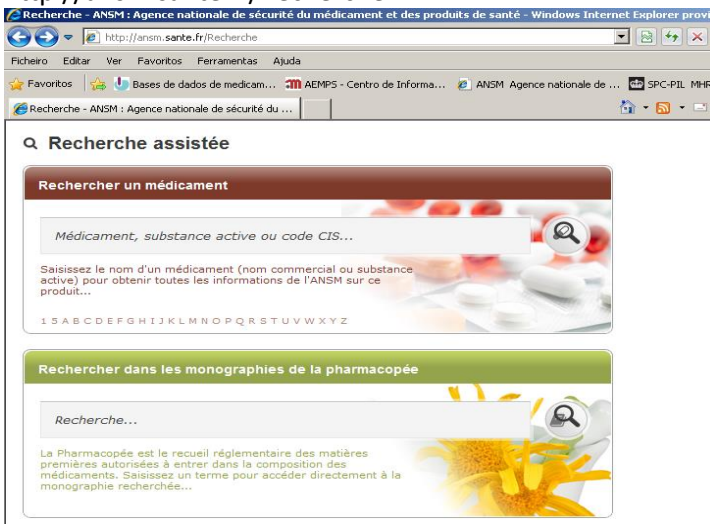 Recherche - ANSM : Agence nationale de sécurité du médicament et des produits de santé - Windows Internet Explorer provi
http://ansm.sante.fr/Recherche
Ficheiro Editar Ver Favoritos Ferramentas Ajuda
Favoritos Bases de dados de medicam... AEMPS - Centro de Informa... ANSM Agence nationale de ... SPC-PIL MHR
Recherche - ANSM : Agence nationale de sécurité du ...
Recherche assistée
Rechercher un médicament
Médicament, substance active ou code CIS...
Saisissez le nom d'un médicament (nom commercial ou substance
active) pour obtenir toutes les informations de l'ANSM sur ce
produit...
1 5 A B C D E F G H I J K L M N O P Q R S T U V W X Y Z
Rechercher dans les monographies de la pharmacopée
Recherche...
La Pharmacopée est le recueil réglementaire des matières
premières autorisées à entrer dans la composition des
médicaments. Saisissez un terme pour accéder directement à la
monographie recherchée...